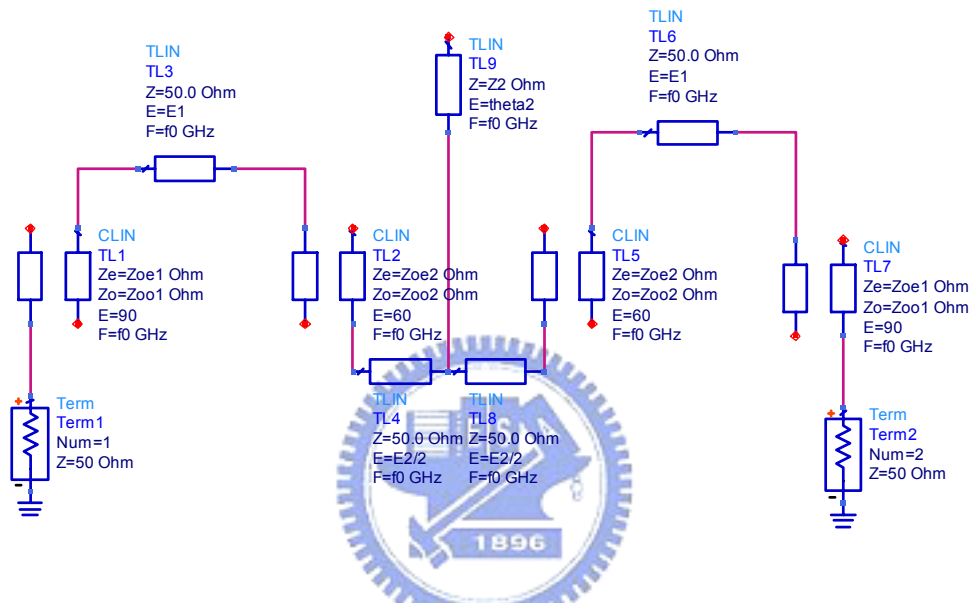 TLIN
TL3
Z=50.0 Ohm
E=E1
F=f0 GHz
TLIN
TL9
Z=Z2 Ohm
E=theta2
F=f0 GHz
TLIN
TL6
Z=50.0 Ohm
E=E1
F=f0 GHz
CLIN
TL1
Ze=Zoe1 Ohm
Zo=Zoo1 Ohm
E=90
F=f0 GHz
CLIN
TL2
Ze=Zoe2 Ohm
Zo=Zoo2 Ohm
E=60
F=f0 GHz
CLIN
TL5
Ze=Zoe2 Ohm
Zo=Zoo2 Ohm
E=60
F=f0 GHz
CLIN
TL7
Ze=Zoe1 Ohm
Zo=Zoo1 Ohm
E=90
F=f0 GHz
+ Term
Term1
Num=1
Z=50 Ohm
-
TLIN
TL4
Z=50.0 Ohm
E=E2/2
F=f0 GHz
TLIN
TL8
Z=50.0 Ohm
E=E2/2
F=f0 GHz
+ Term
Term2
Num=2
Z=50 Ohm
-
1896